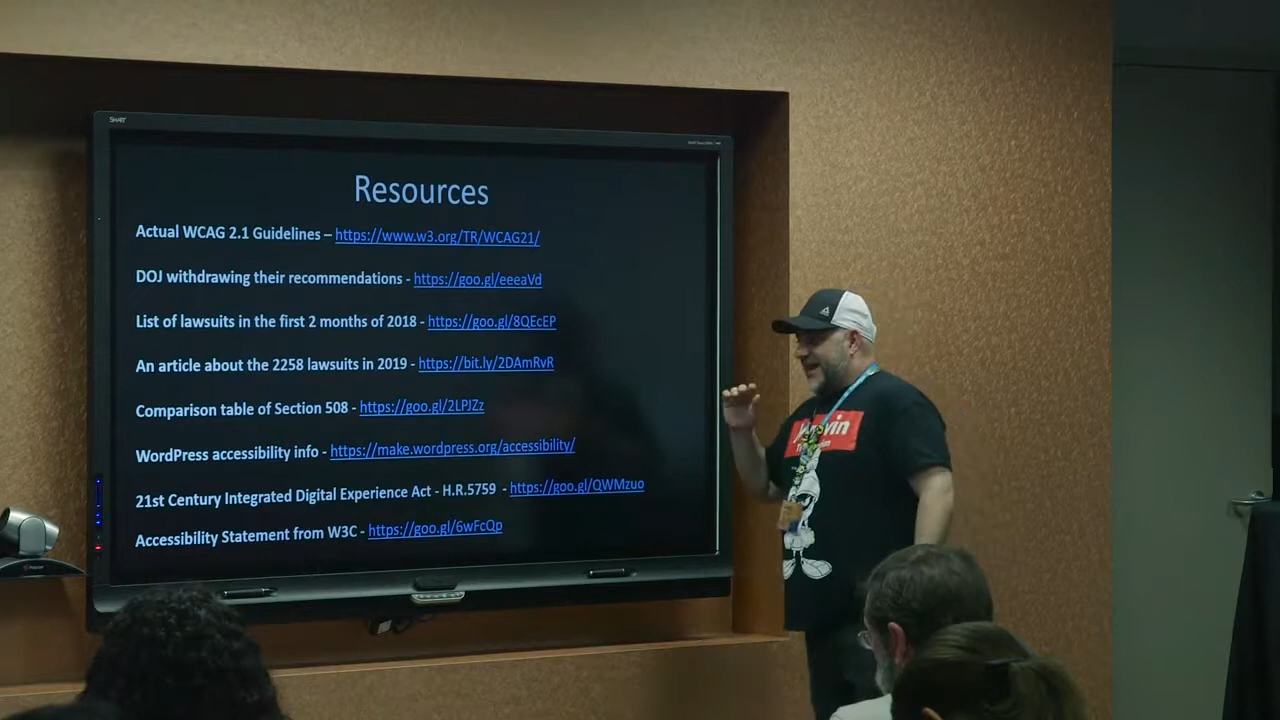 SMART
Resources
Actual WCAG 2.1 Guidelines – https://www.w3.org/TR/WCAG21/
DOJ withdrawing their recommendations - https://goo.gl/eeeaVd
List of lawsuits in the first 2 months of 2018 - https://goo.gl/8QEcEP
An article about the 2258 lawsuits in 2019 - https://bit.ly/2DAmRvR
Comparison table of Section 508 - https://goo.gl/2LPJZz
WordPress accessibility info - https://make.wordpress.org/accessibility/
21st Century Integrated Digital Experience Act - H.R.5759 - https://goo.gl/QWMzuo
Accessibility Statement from W3C - https://goo.gl/6wFcQp